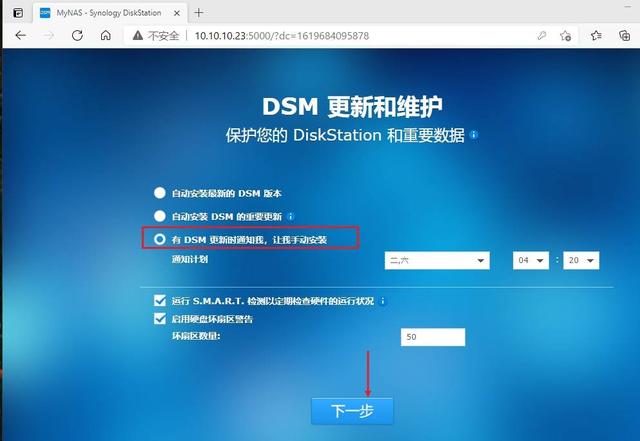 MyNAS - Synology DiskStation
不安全 10.10.10.23:5000/?dc=1619684095878
DSM 更新和维护
保护您的 DiskStation 和重要数据
自动安装最新的 DSM 版本
自动安装 DSM 的重要更新
有 DSM 更新时通知我，让我手动安装
通知计划 二,六 04 : 20
运行 S.M.A.R.T. 检测以定期检查硬件的运行状况
启用硬盘坏扇区警告
坏扇区数量: 50
下一步